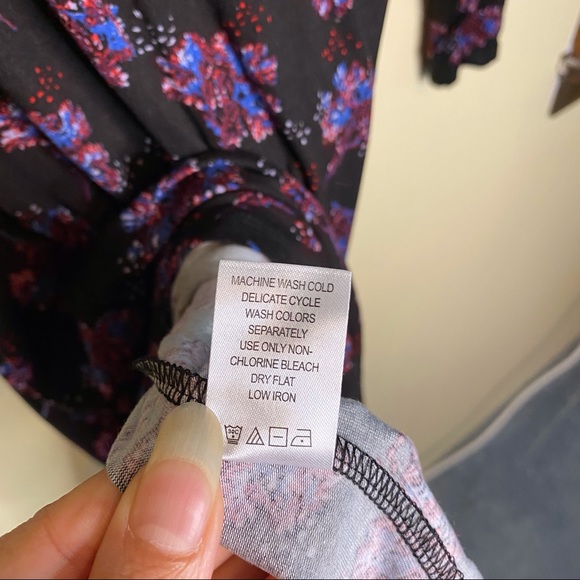 MACHINE WASH COLD
DELICATE CYCLE
WASH COLORS
SEPARATELY
USE ONLY NON-
CHLORINE BLEACH
DRY FLAT
LOW IRON